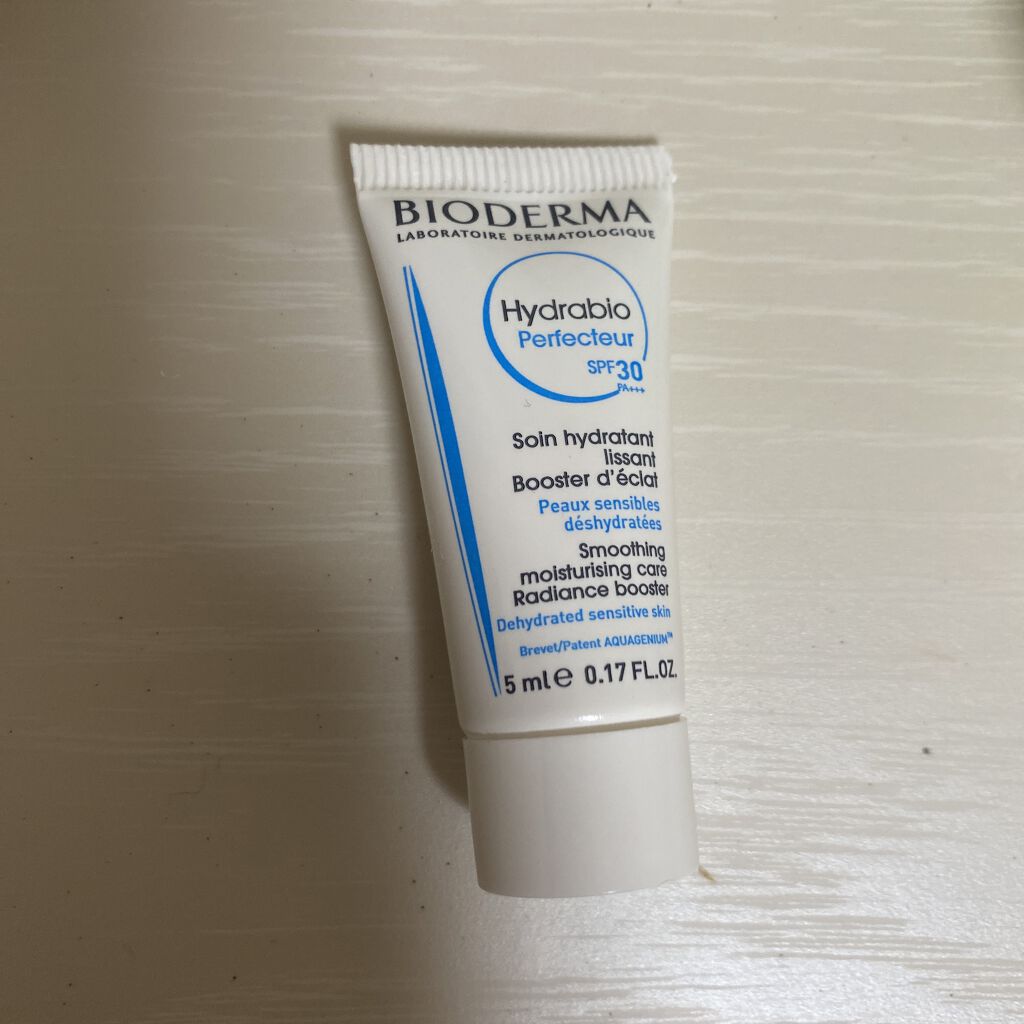 BIODERMA
LABORATOIRE DERMATOLOGIQUE
Hydrabio
Perfecteur
SPF30
PA+++
Soin hydratant
lissant
Booster d'éclat
Peaux sensibles
déshydratées
Smoothing
moisturising care
Radiance booster
Dehydrated sensitive skin
Brevet/Patent AQUAGENIUM™
5 ml e 0.17 FL.OZ.